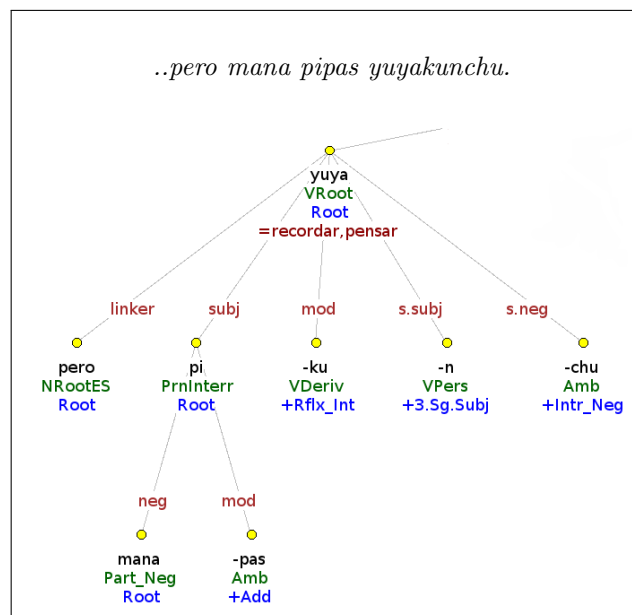 ..pero mana pipas yuyakunchu.
yuya
VRoot
Root
=recordar,pensar
linker subj mod s.subj s.neg
pero pi -ku -n -chu
NRootES PrnInterr VDeriv VPers Amb
Root Root +Rflx_Int +3.Sg.Subj +Intr_Neg
neg mod
mana -pas
Part_Neg Amb
Root +Add